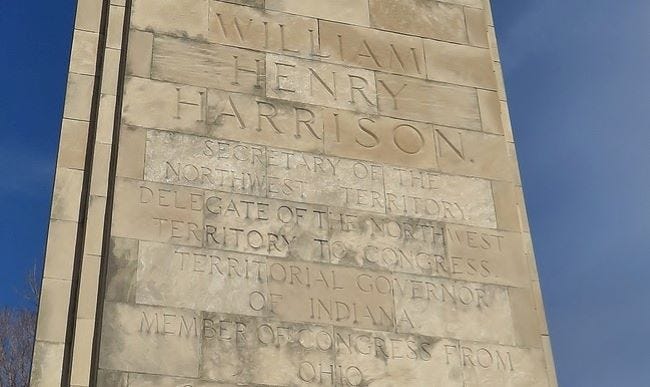 WILLIAM
HENRY
HARRISON.
SECRETARY OF THE
NORTHWEST TERRITORY.
DELEGATE OF THE NORTHWEST
TERRITORY TO CONGRESS.
TERRITORIAL GOVERNOR
OF INDIANA.
MEMBER OF CONGRESS FROM
OHIO.